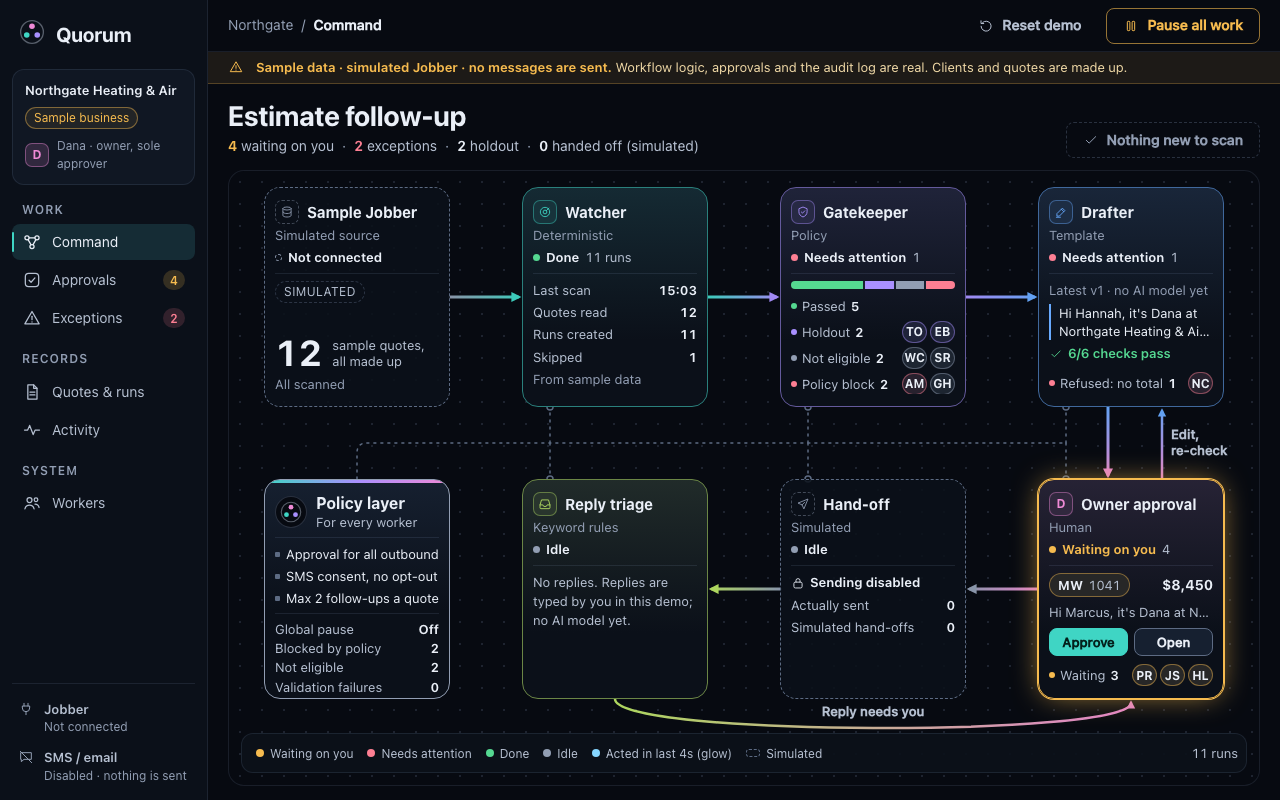 Quorum
Northgate Heating & Air
Sample business
D
Dana · owner, sole
approver
WORK
Command
Approvals 4
Exceptions 2
RECORDS
Quotes & runs
Activity
SYSTEM
Workers
Jobber
Not connected
SMS / email
Disabled · nothing is sent
Northgate / Command
Reset demo
Pause all work
Sample data · simulated Jobber · no messages are sent. Workflow logic, approvals and the audit log are real. Clients and quotes are made up.
Estimate follow-up
4 waiting on you · 2 exceptions · 2 holdout · 0 handed off (simulated)
Nothing new to scan
Sample Jobber
Simulated source
Not connected
SIMULATED
12 sample quotes,
all made up
All scanned
Watcher
Deterministic
Done 11 runs
Last scan 15:03
Quotes read 12
Runs created 11
Skipped 1
From sample data
Gatekeeper
Policy
Needs attention 1
Passed 5
Holdout 2 TO EB
Not eligible 2 WC SR
Policy block 2 AM GH
Drafter
Template
Needs attention 1
Latest v1 · no AI model yet
Hi Hannah, it's Dana at
Northgate Heating & Ai...
6/6 checks pass
Refused: no total 1 NC
Edit,
re-check
Policy layer
For every worker
Approval for all outbound
SMS consent, no opt-out
Max 2 follow-ups a quote
Global pause Off
Blocked by policy 2
Not eligible 2
Validation failures 0
Reply triage
Keyword rules
Idle
No replies. Replies are
typed by you in this demo;
no AI model yet.
Hand-off
Simulated
Idle
Sending disabled
Actually sent 0
Simulated hand-offs 0
D Owner approval
Human
Waiting on you 4
MW 1041 $8,450
Hi Marcus, it's Dana at N...
Approve Open
Waiting 3 PR JS HL
Reply needs you
Waiting on you Needs attention Done Idle Acted in last 4s (glow) Simulated 11 runs